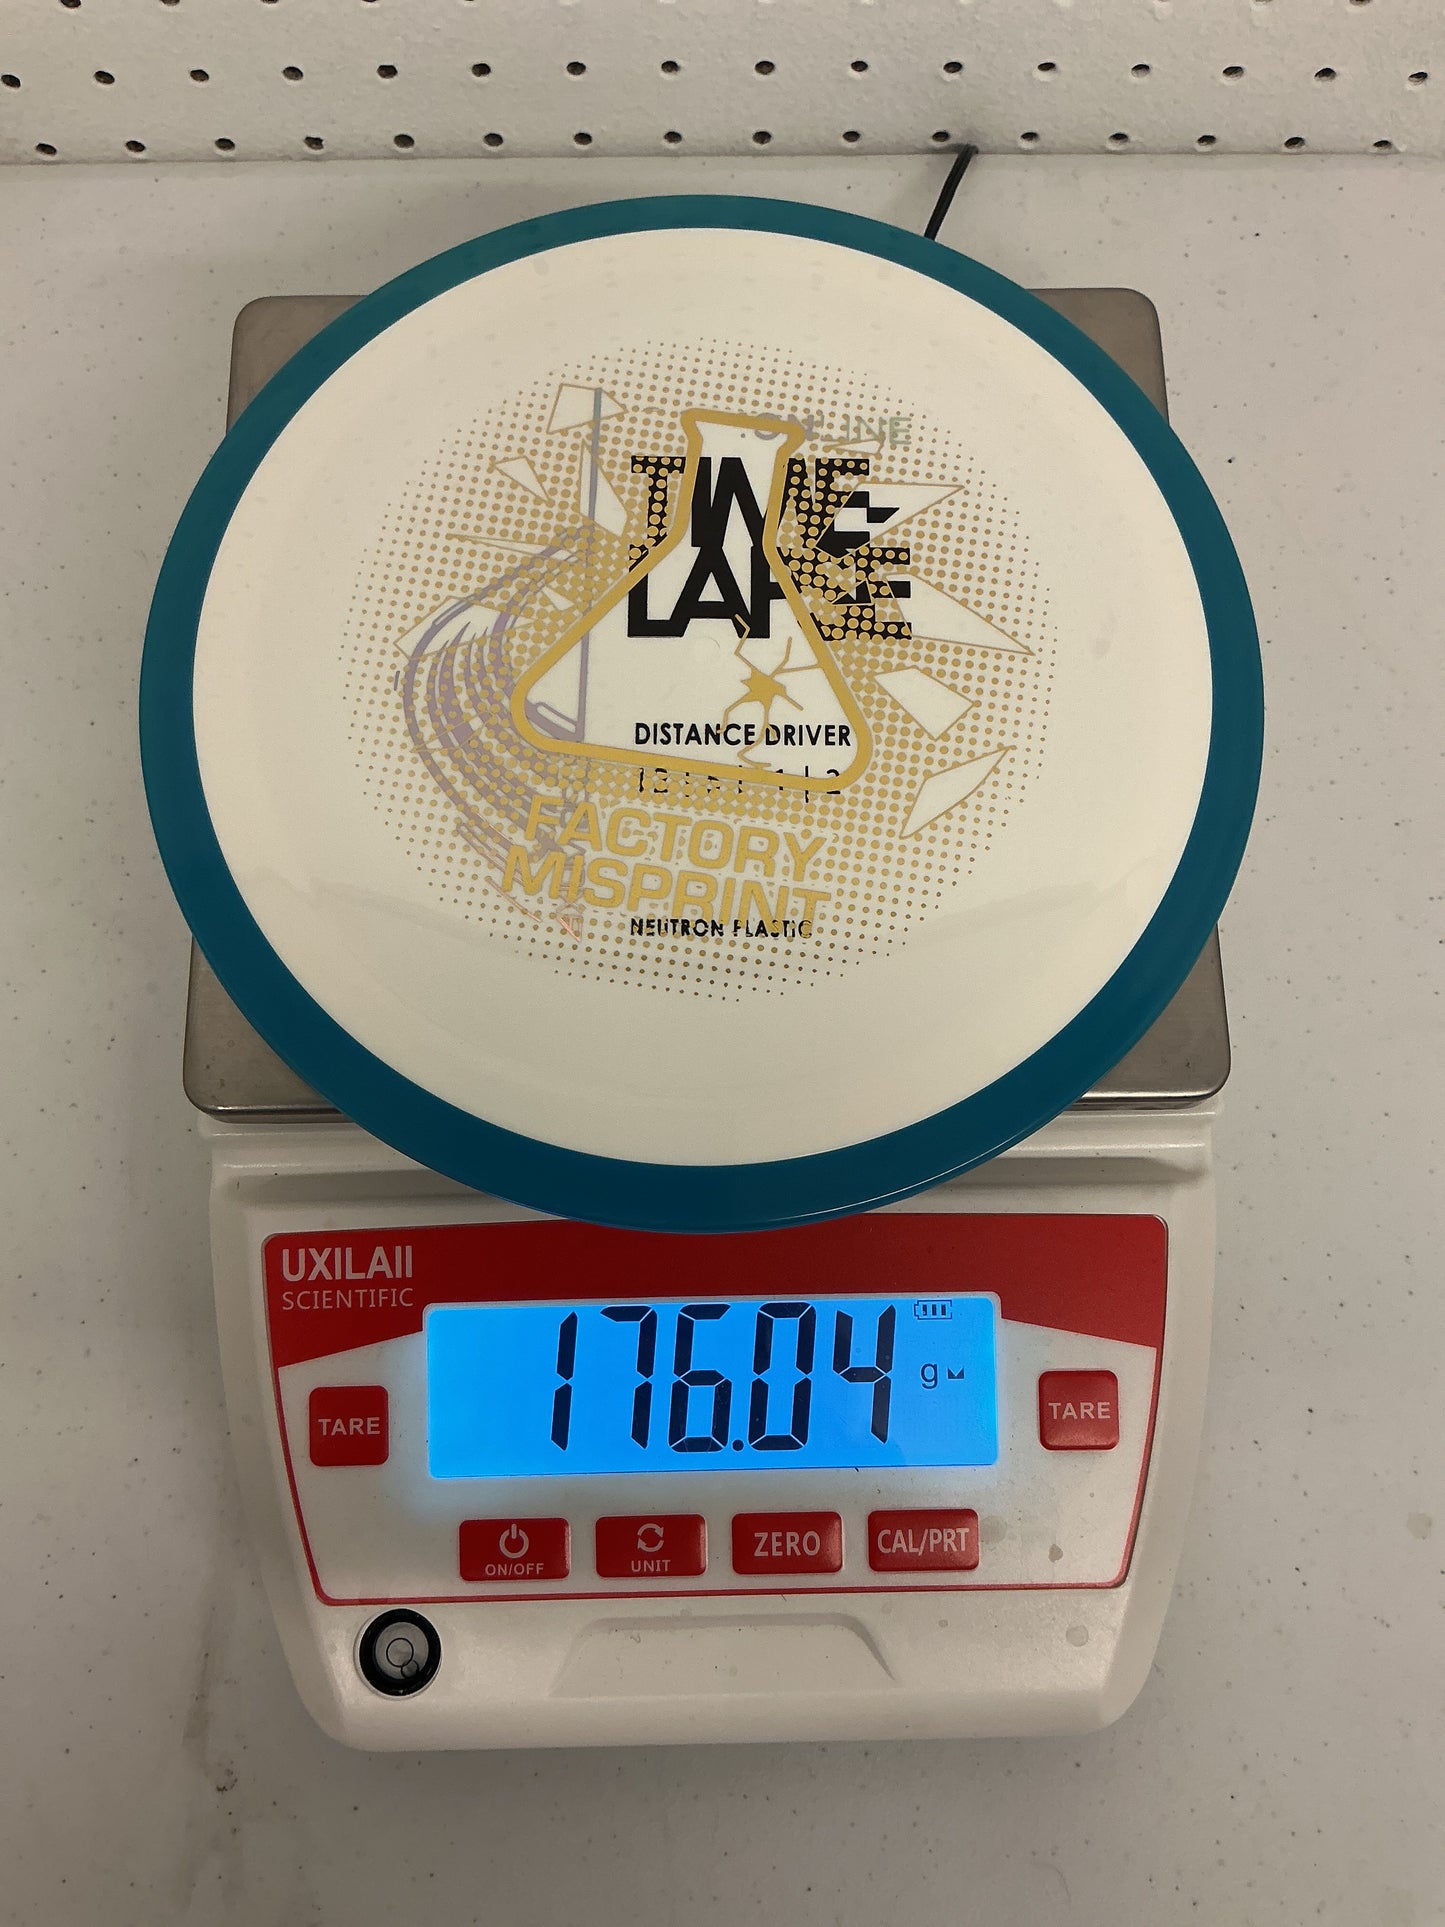 ONLINE
TIME
LAPSE
DISTANCE DRIVER
FACTORY
MISPRINT
NEUTRON PLASTIC
UXILAII
SCIENTIFIC
176.04 g
TARE
TARE
ON/OFF
UNIT
ZERO
CAL/PRT